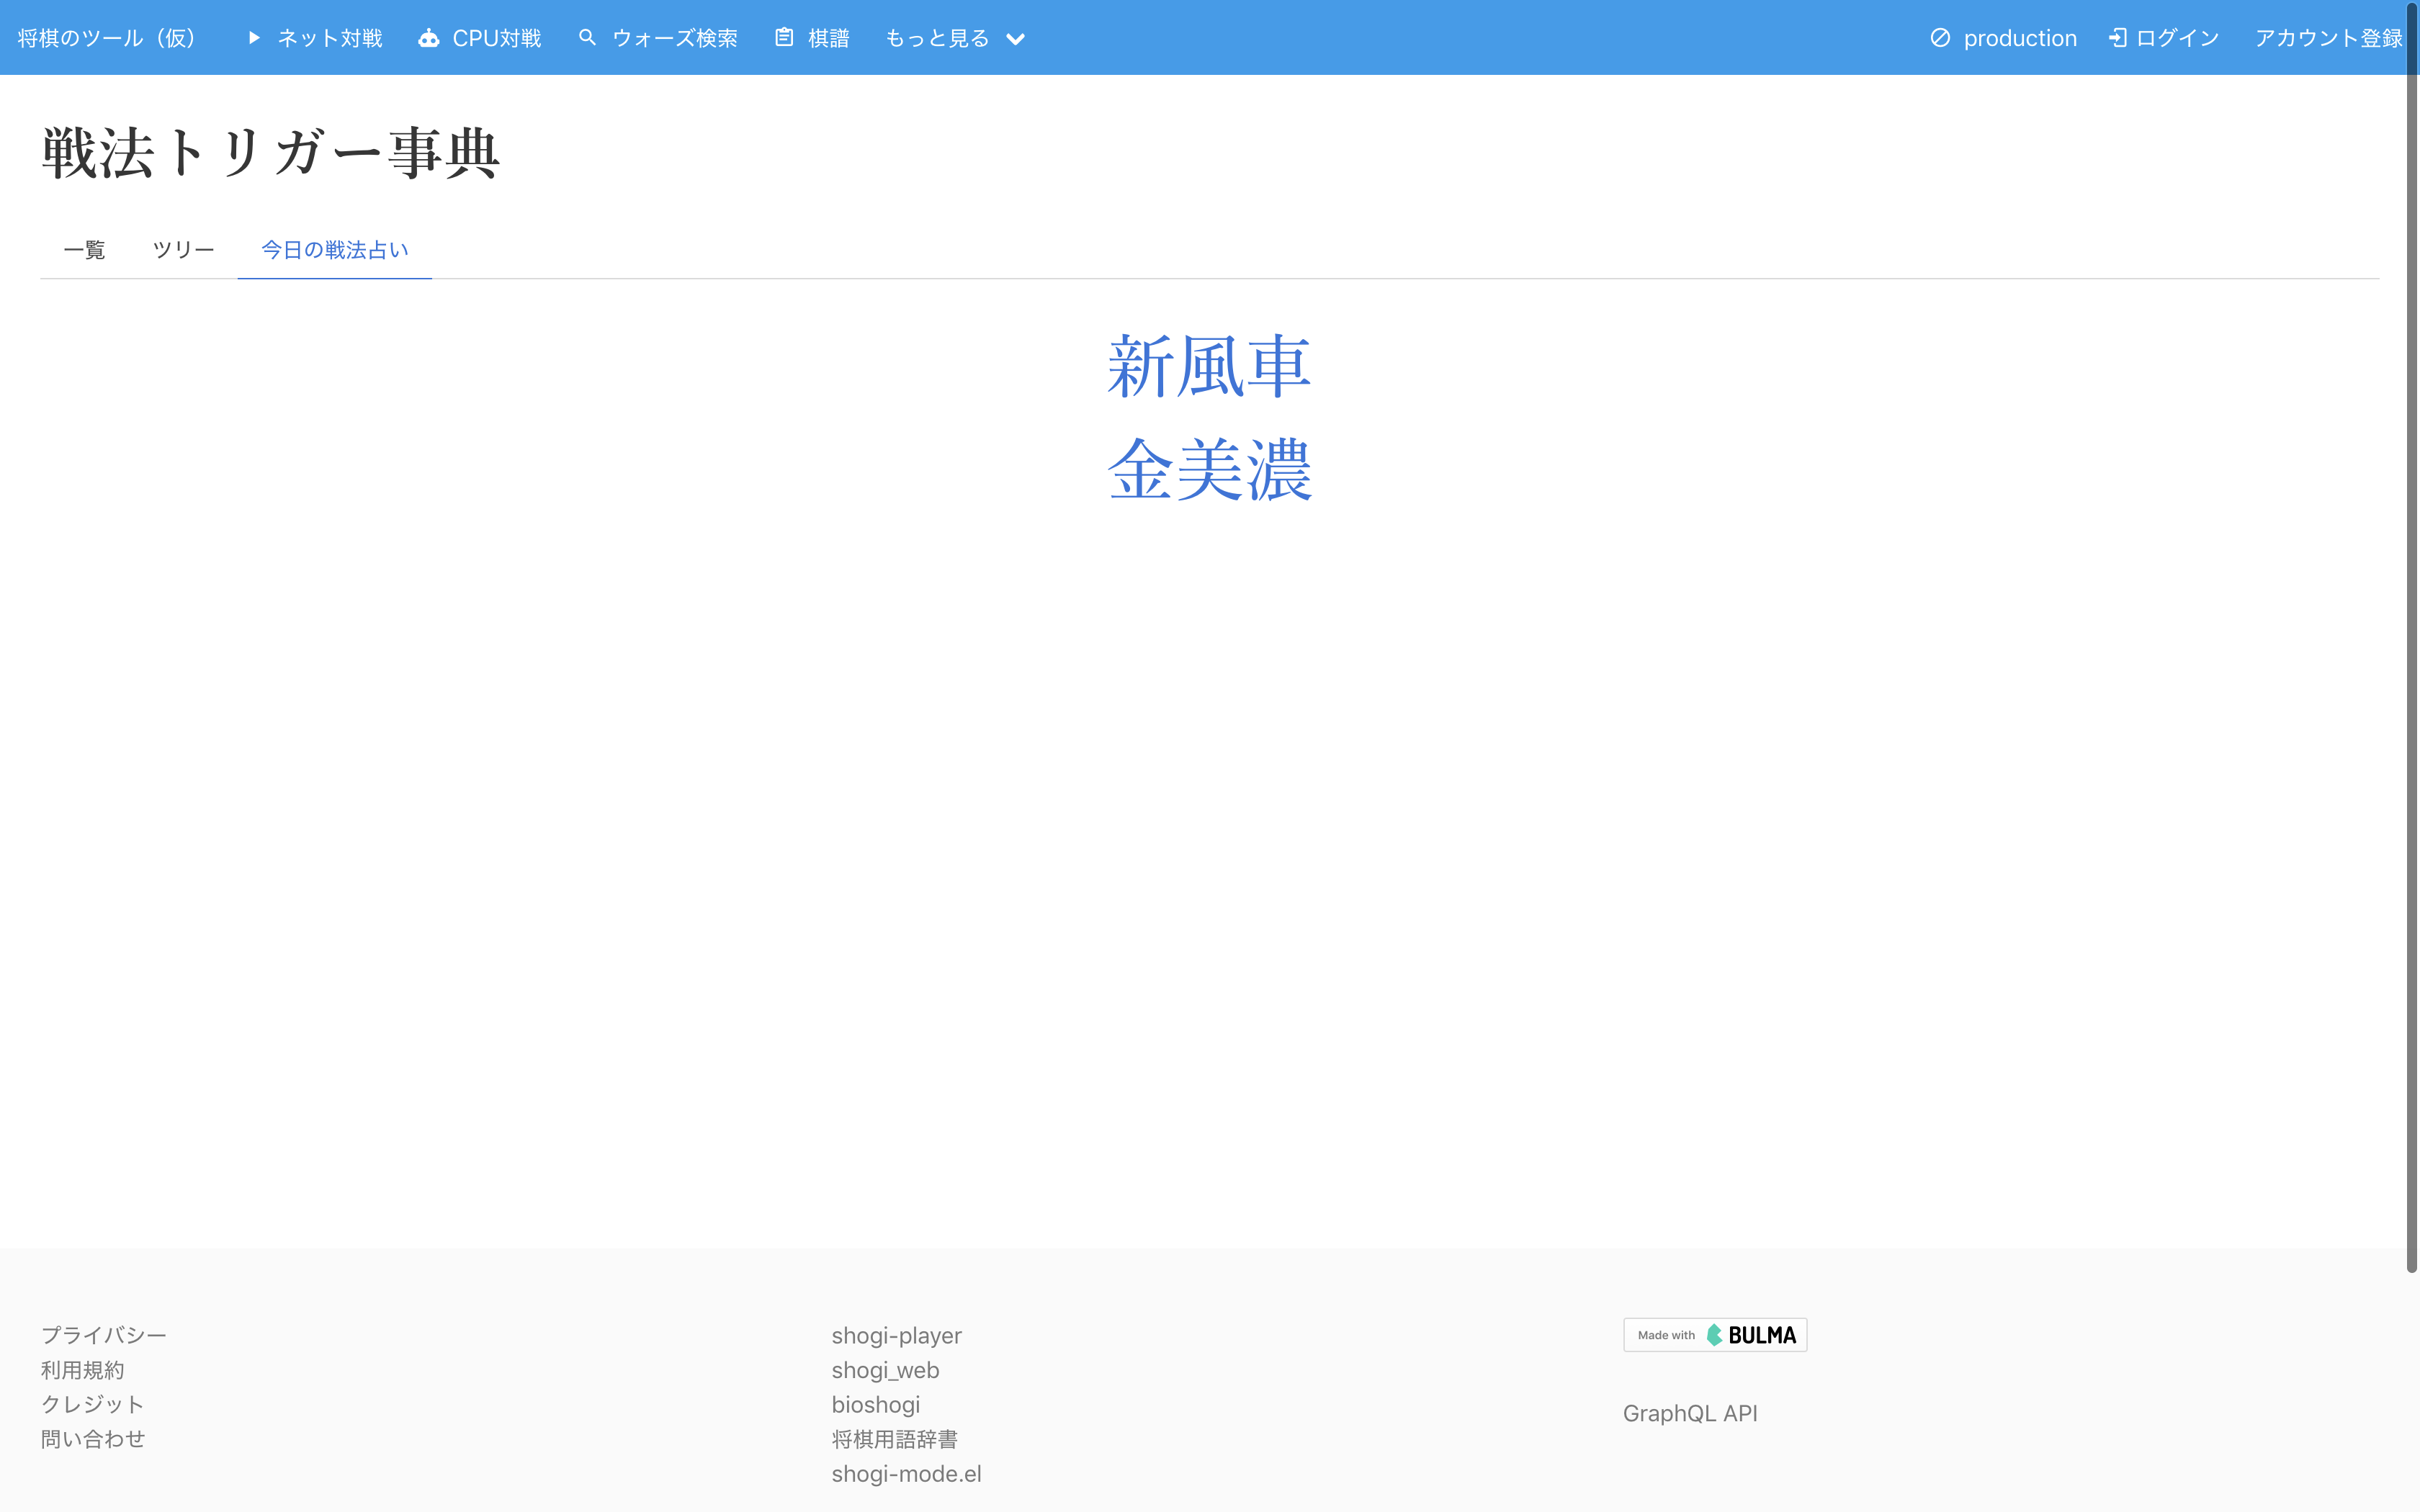 将棋のツール（仮） ネット対戦 CPU対戦 ウォーズ検索 棋譜 もっと見る production ログイン アカウント登録
戦法トリガー事典
一覧 ツリー 今日の戦法占い
新風車
金美濃
プライバシー
利用規約
クレジット
問い合わせ
shogi-player
shogi_web
bioshogi
将棋用語辞書
shogi-mode.el
Made with BULMA
GraphQL API